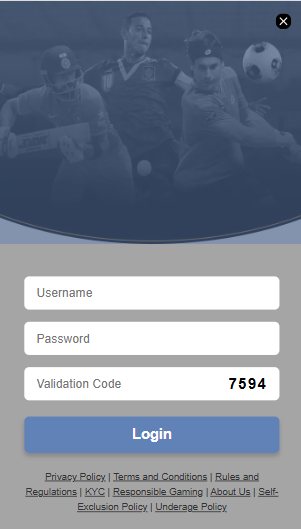 Username
Password
Validation Code 7594
Login
Privacy Policy | Terms and Conditions | Rules and
Regulations | KYC | Responsible Gaming | About Us | Self-
Exclusion Policy | Underage Policy